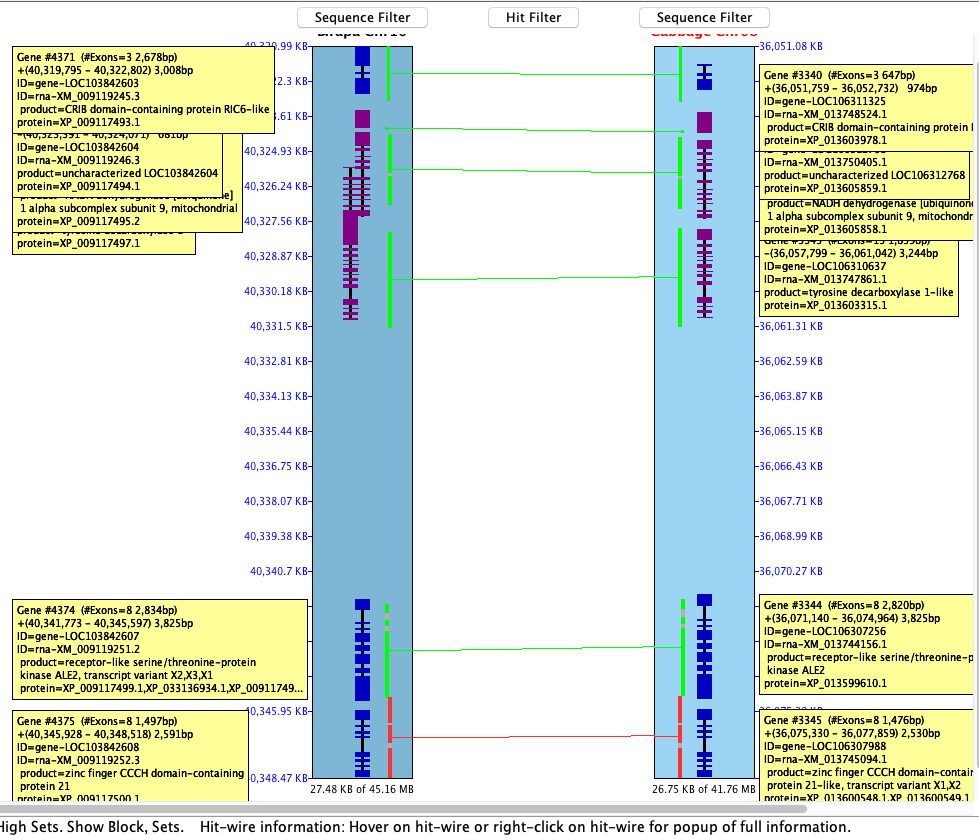 Sequence Filter
Hit Filter
Sequence Filter
40,320.99 KB
36,051.08 KB
Gene #4371 (#Exons=3 2,678bp)
+(40,319,795 - 40,322,802) 3,008bp
ID=gene-LOC103842603
ID=rna-XM_009119245.3
product=CRIB domain-containing protein RIC6-like
protein=XP_009117493.1
ID=gene-LOC103842604
ID=rna-XM_009119246.3
product=uncharacterized LOC103842604
protein=XP_009117494.1
1 alpha subcomplex subunit 9, mitochondrial
protein=XP_009117495.2
protein=XP_009117497.1
2.3 KB
3.61 KB
40,324.93 KB
40,326.24 KB
40,327.56 KB
40,328.87 KB
40,330.18 KB
40,331.5 KB
40,332.81 KB
40,334.13 KB
40,335.44 KB
40,336.75 KB
40,338.07 KB
40,339.38 KB
40,340.7 KB
Gene #3340 (#Exons=3 647bp)
+(36,051,759 - 36,052,732) 974bp
ID=gene-LOC106311325
ID=rna-XM_013748524.1
product=CRIB domain-containing protein
protein=XP_013603978.1
ID=rna-XM_013750405.1
product=uncharacterized LOC106312768
protein=XP_013605859.1
product=NADH dehydrogenase [ubiquinone
1 alpha subcomplex subunit 9, mitochondr
protein=XP_013605858.1
-(36,057,799 - 36,061,042) 3,244bp
ID=gene-LOC106310637
ID=rna-XM_013747861.1
product=tyrosine decarboxylase 1-like
protein=XP_013603315.1
36,061.31 KB
36,062.59 KB
36,063.87 KB
36,065.15 KB
36,066.43 KB
36,067.71 KB
36,068.99 KB
36,070.27 KB
Gene #4374 (#Exons=8 2,834bp)
+(40,341,773 - 40,345,597) 3,825bp
ID=gene-LOC103842607
ID=rna-XM_009119251.2
product=receptor-like serine/threonine-protein
kinase ALE2, transcript variant X2,X3,X1
protein=XP_009117499.1,XP_033136934.1,XP_0091749...
Gene #3344 (#Exons=8 2,820bp)
+(36,071,140 - 36,074,964) 3,825bp
ID=gene-LOC106307256
ID=rna-XM_013744156.1
product=receptor-like serine/threonine-p
kinase ALE2
protein=XP_013599610.1
40,345.95 KB
Gene #4375 (#Exons=8 1,497bp)
+(40,345,928 - 40,348,518) 2,591bp
ID=gene-LOC103842608
ID=rna-XM_009119252.3
product=zinc finger CCCH domain-containing
protein 21
protein=XP_009117500.1
Gene #3345 (#Exons=8 1,476bp)
+(36,075,330 - 36,077,859) 2,530bp
ID=gene-LOC106307988
ID=rna-XM_013745094.1
product=zinc finger CCCH domain-contai
protein 21-like, transcript variant X1,X2
protein=XP_013600548.1,XP_013600549.1
0,348.47 KB
27.48 KB of 45.16 MB
26.75 KB of 41.76 MB
High Sets. Show Block, Sets. Hit-wire information: Hover on hit-wire or right-click on hit-wire for popup of full information.